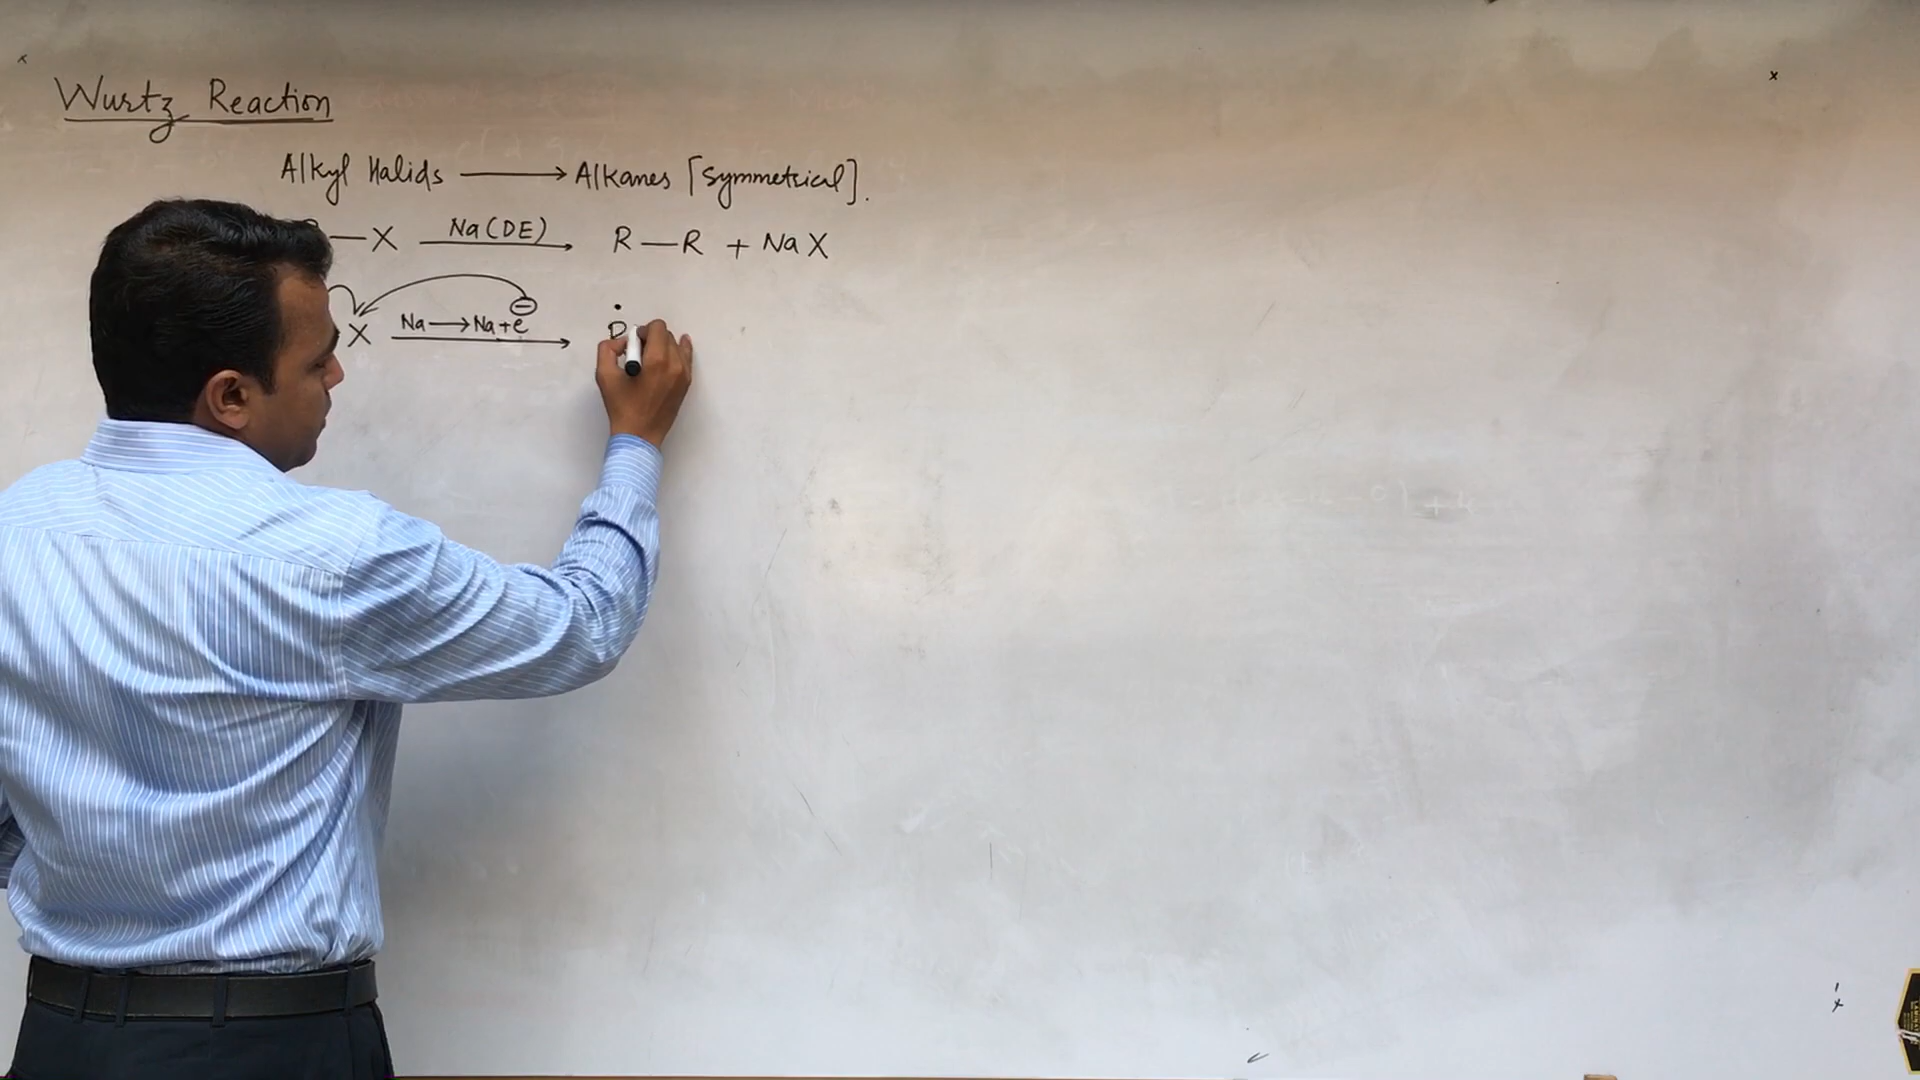 Wurtz Reaction
Alkyl Halids ⟶ Alkanes [Symmetrical].
—X Na(DE) ⟶ R—R + NaX
X Na⟶Na+e⊖ ⟶ Ṙ